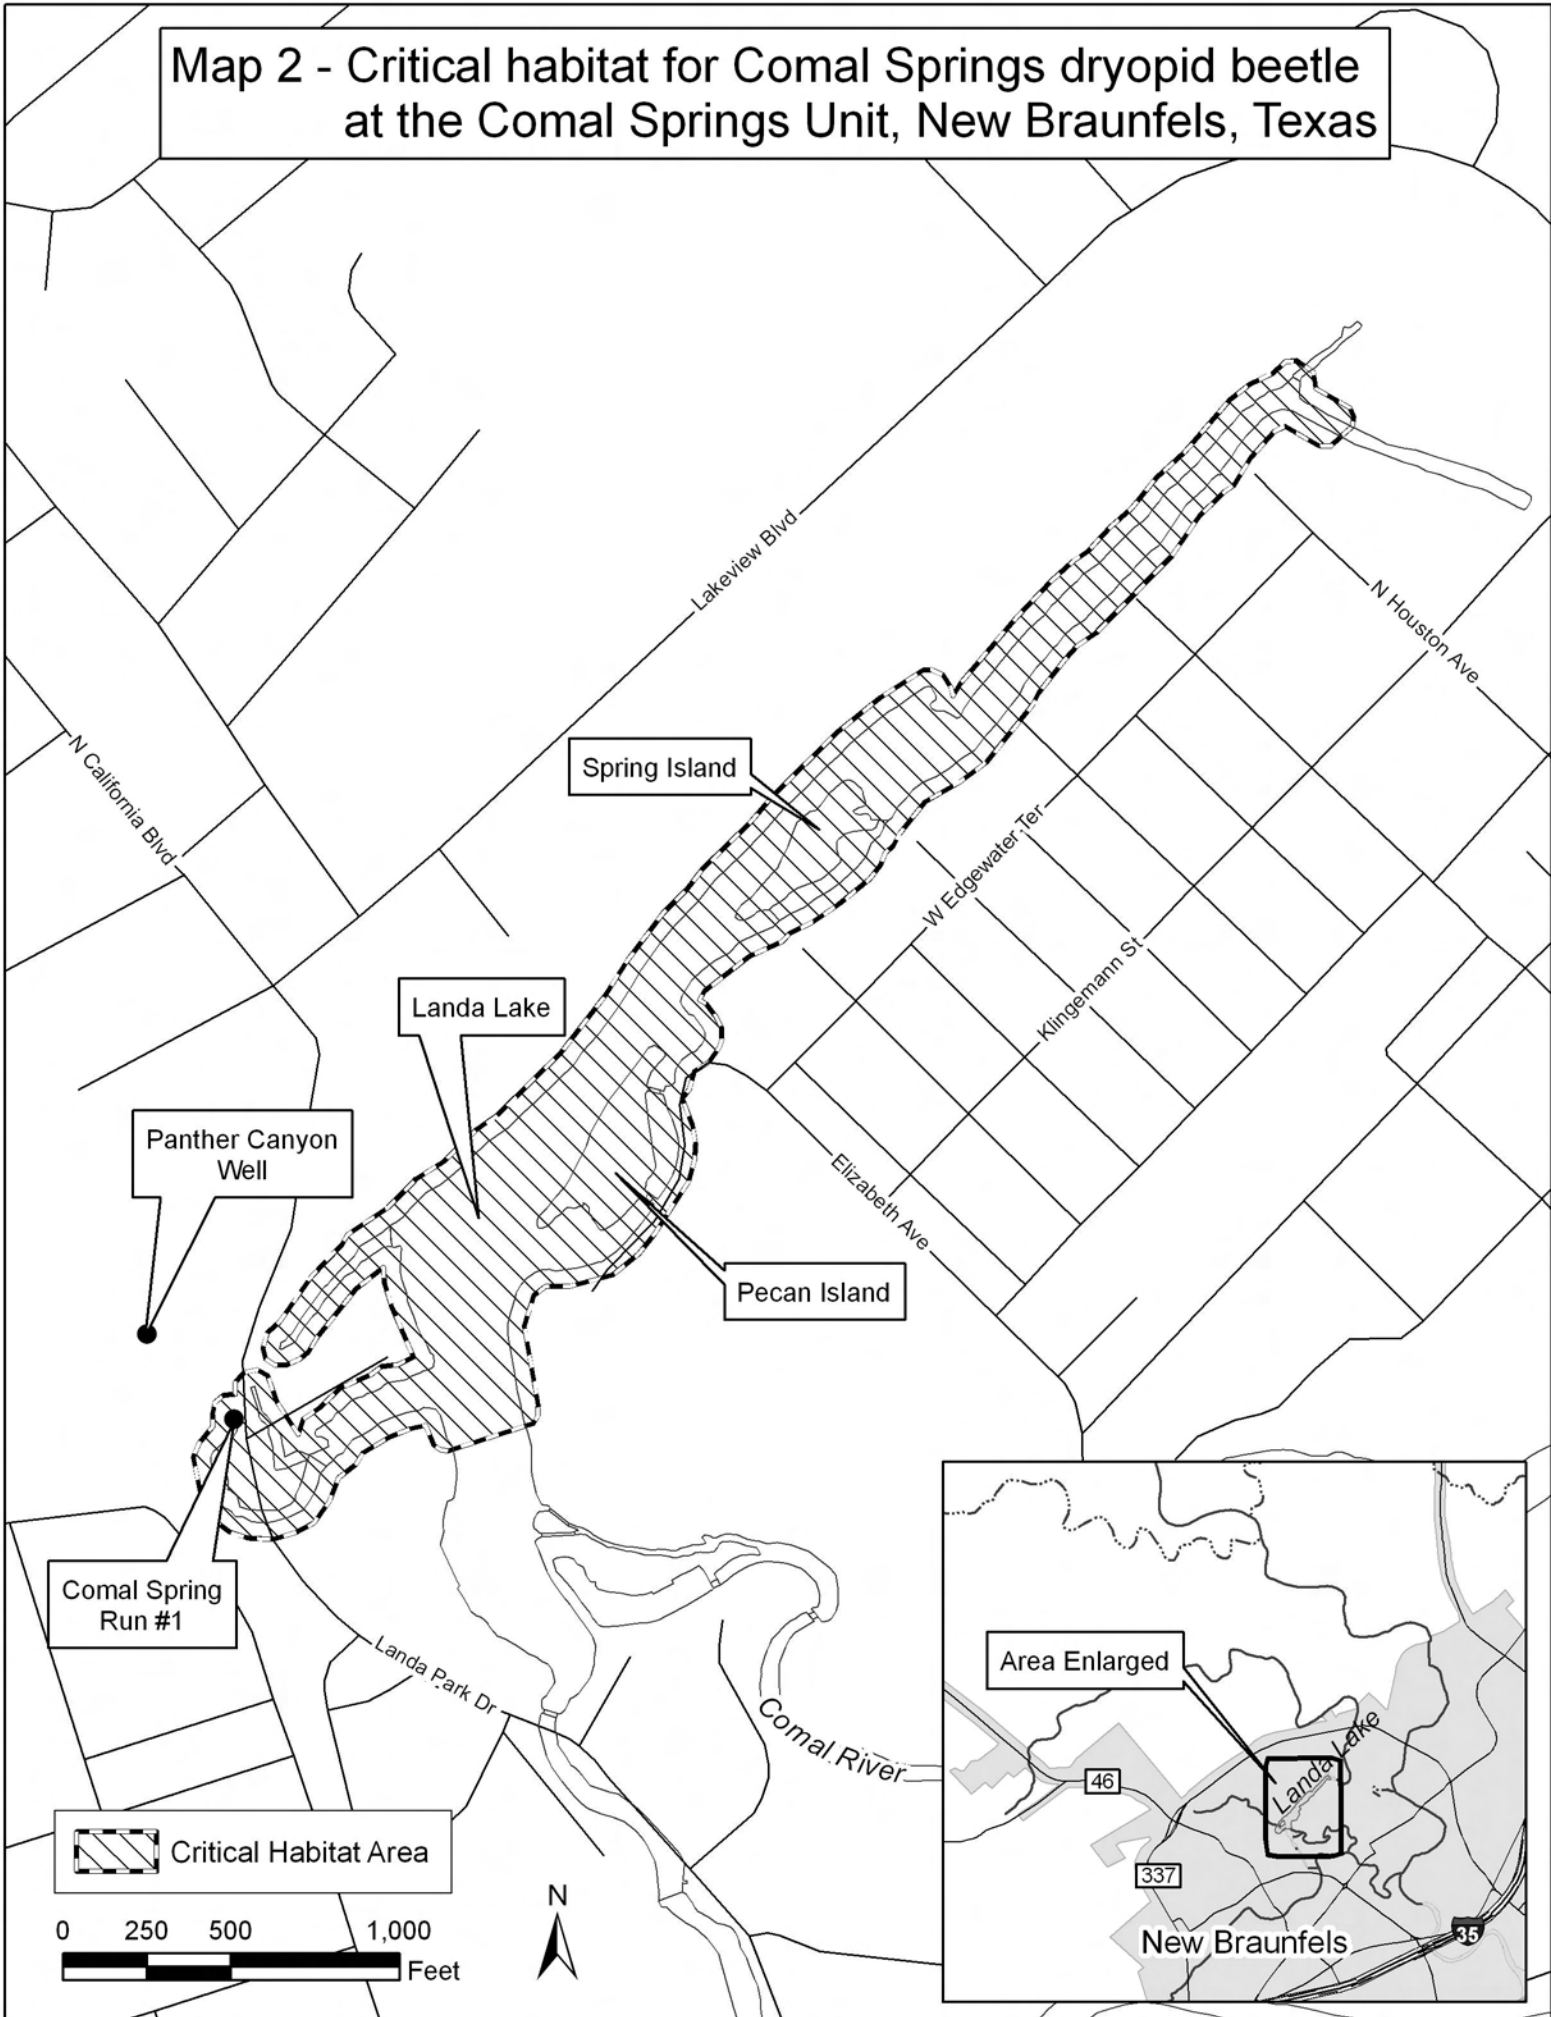 Map 2 - Critical habitat for Comal Springs dryopid beetle
at the Comal Springs Unit, New Braunfels, Texas
Lakeview Blvd
N Houston Ave
N California Blvd
Spring Island
W Edgewater Ter
Klingemann St
Landa Lake
Panther Canyon
Well
Elizabeth Ave
Pecan Island
Comal Spring
Run #1
Landa Park Dr
Comal River
Area Enlarged
Landa Lake
46
337
New Braunfels
35
Critical Habitat Area
N
0 250 500 1,000
Feet